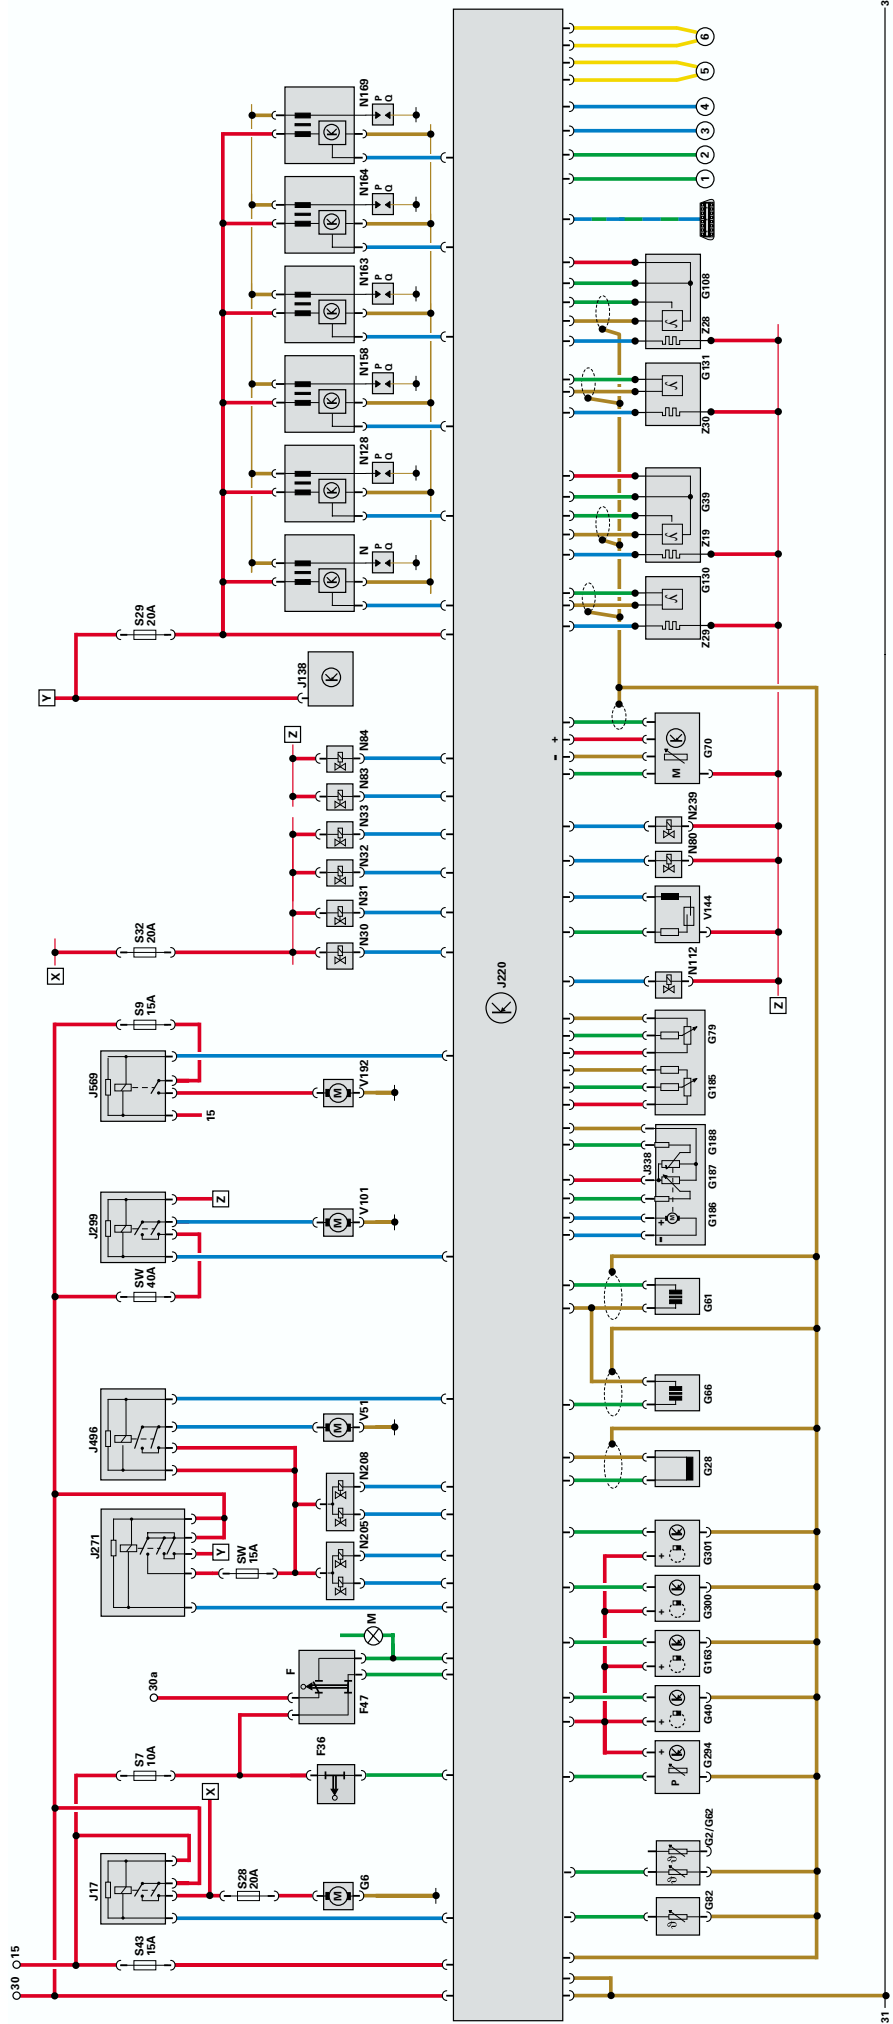 30
15
S43
15A
J17
S28
20A
X
G6
S7
10A
F36
30a
F
F47
M
J271
Y
SW
15A
N205
N208
J496
M
V51
SW
40A
J299
Z
M
V101
15
J569
S9
15A
M
V192
X
S32
20A
N30
N31
N32
N33
N83
N84
Z
Y
J138
K
S29
20A
N
K
P
Q
N128
K
P
Q
N158
K
P
Q
N163
K
P
Q
N164
K
P
Q
N169
K
P
Q
M
K
J220
31
G82
G2/G62
P
+
K
G294
+
K
G40
+
K
G163
+
K
G300
+
K
G301
G28
G66
G61
-
+
M
J338
G186
G187
G188
G185
G79
Z
N112
V144
N80
N239
-
+
M
K
G70
Z29
G130
Z19
G39
Z30
G131
Z28
G108
1
2
3
4
5
6
3